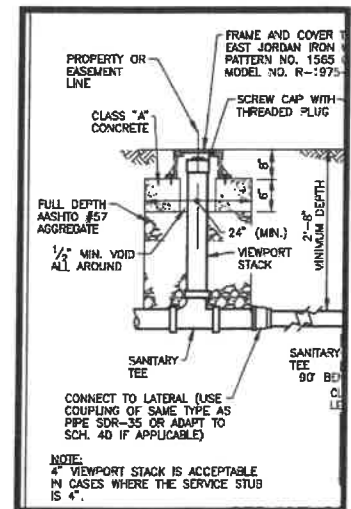 FRAME AND COVER
EAST JORDAN IRON
PATTERN NO. 1565
MODEL NO. R-1975-
PROPERTY OR
EASEMENT
LINE
SCREW CAP WITH
THREADED PLUG
CLASS "A"
CONCRETE
8"
6"
FULL DEPTH
AASHTO #57
AGGREGATE
24" (MIN.)
2'-8"
MINIMUM DEPTH
1/2" MIN. VOID
ALL AROUND
VIEWPORT
STACK
SANITARY
TEE
SANITARY
TEE
90°
CONNECT TO LATERAL (USE
COUPLING OF SAME TYPE AS
PIPE SDR-35 OR ADAPT TO
SCH. 40 IF APPLICABLE)
NOTE:
4" VIEWPORT STACK IS ACCEPTABLE
IN CASES WHERE THE SERVICE STUB
IS 4".